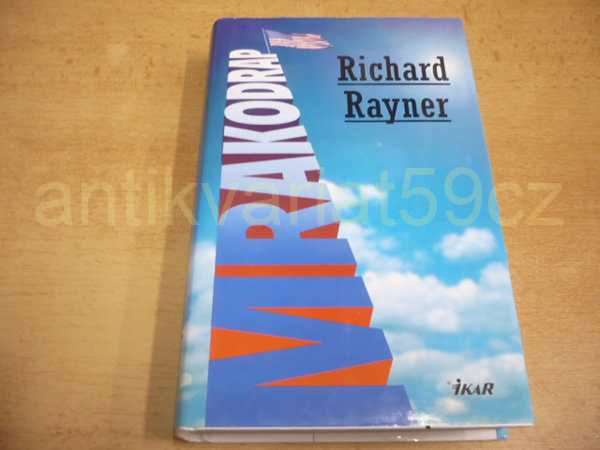 MRAKODRAP
Richard
Rayner
antikvariat59cz
IKAR